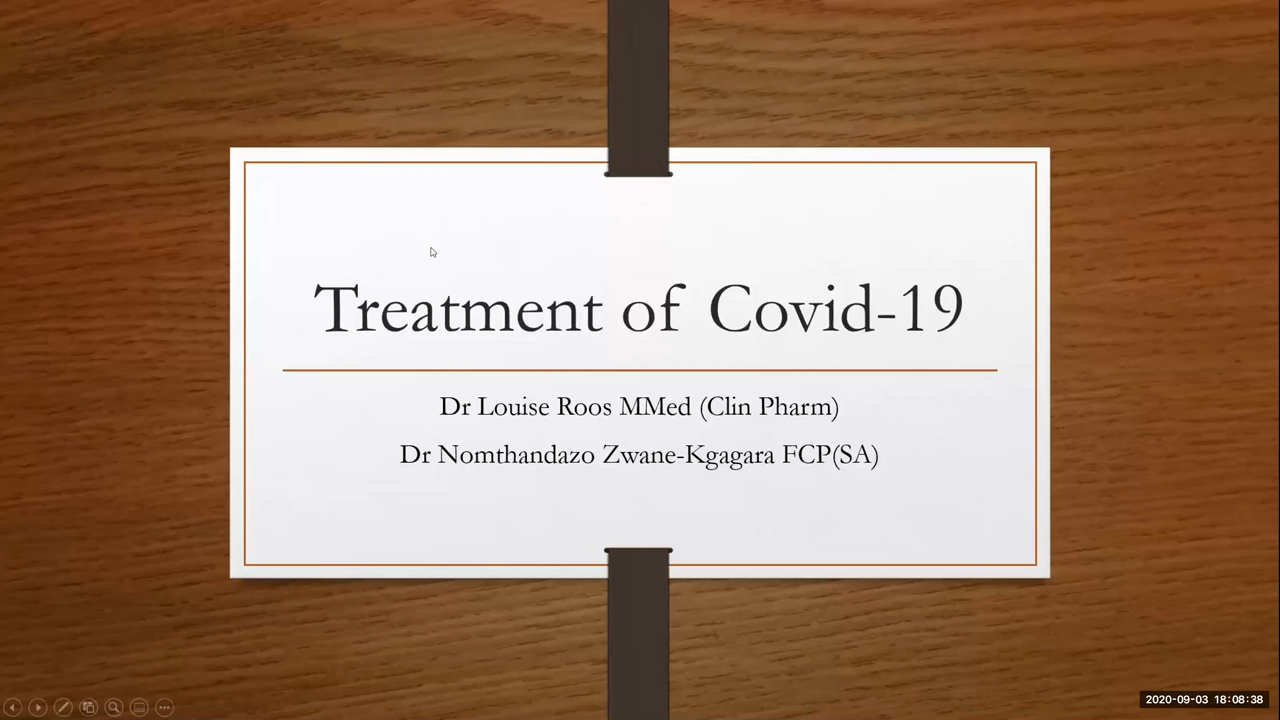 Treatment of Covid-19
Dr Louise Roos MMed (Clin Pharm)
Dr Nomthandazo Zwane-Kgagara FCP(SA)
2020-09-03 18:08:38